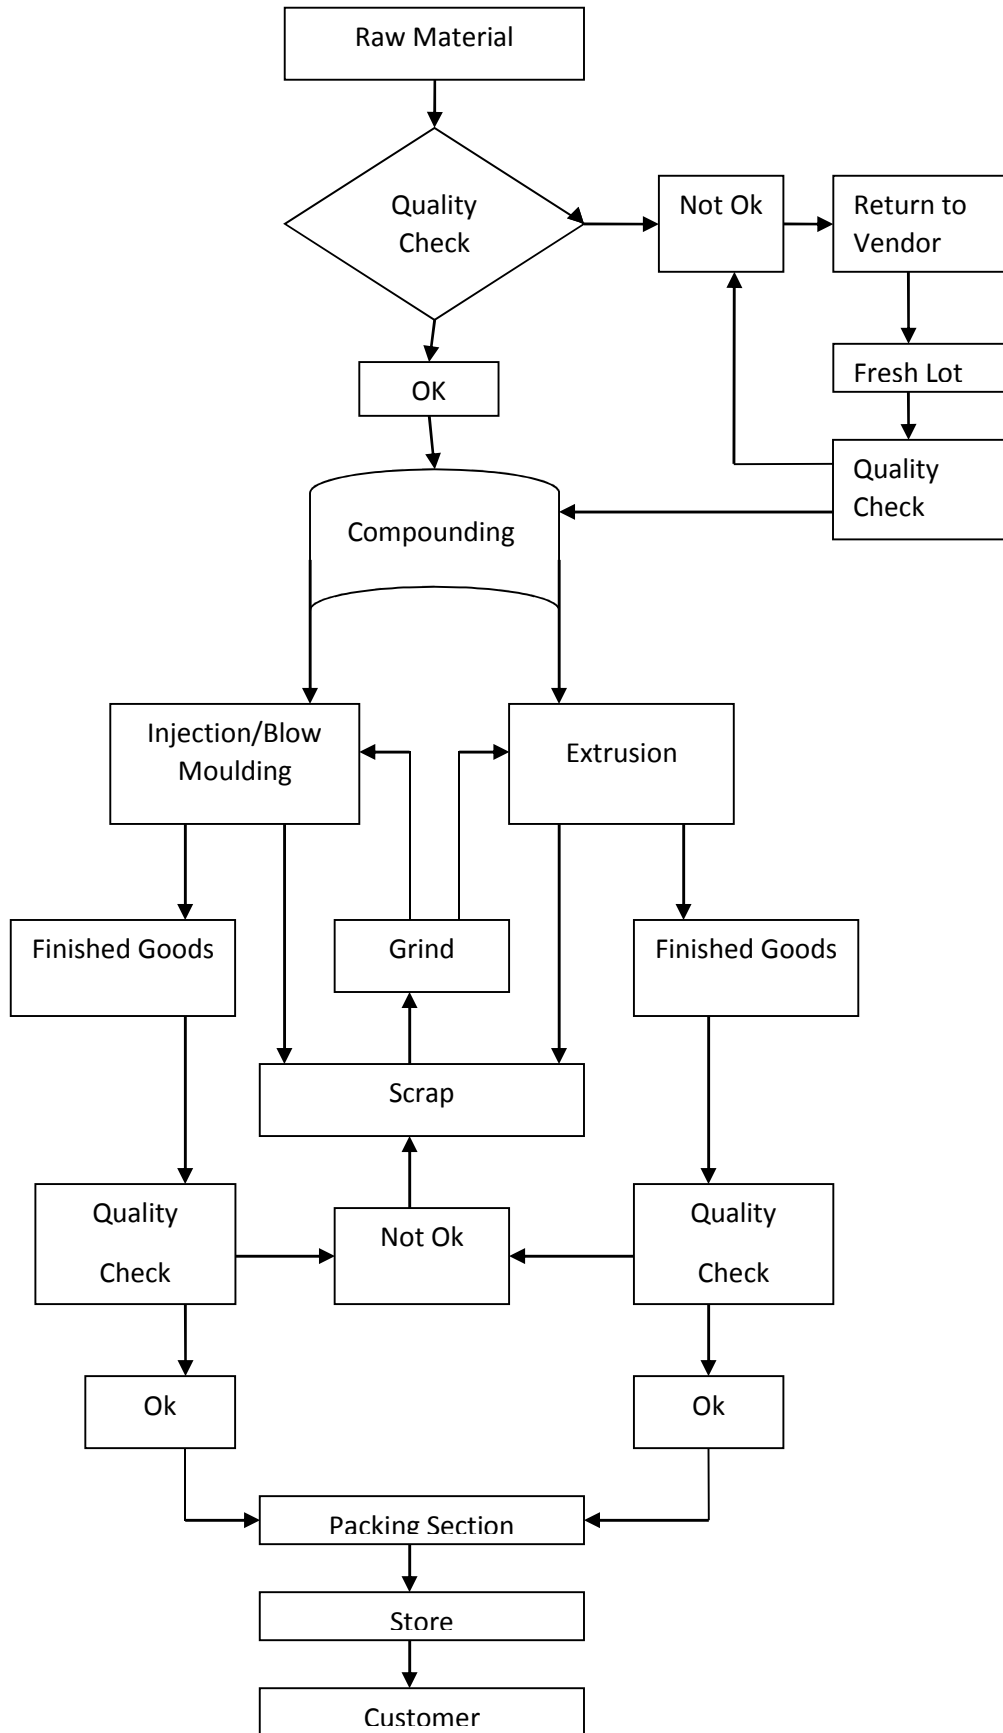 Raw Material
Quality
Check
Not Ok
Return to
Vendor
OK
Fresh Lot
Quality
Check
Compounding
Injection/Blow
Moulding
Extrusion
Finished Goods
Grind
Finished Goods
Scrap
Quality
Check
Not Ok
Quality
Check
Ok
Ok
Packing Section
Store
Customer